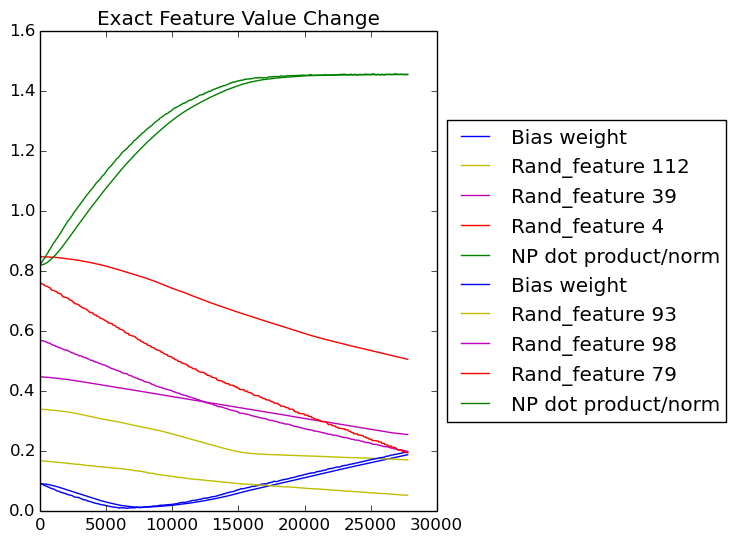 Exact Feature Value Change
1.6
1.4
1.2
1.0
0.8
0.6
0.4
0.2
0.0
0 5000 10000 15000 20000 25000 30000
Bias weight
Rand_feature 112
Rand_feature 39
Rand_feature 4
NP dot product/norm
Bias weight
Rand_feature 93
Rand_feature 98
Rand_feature 79
NP dot product/norm